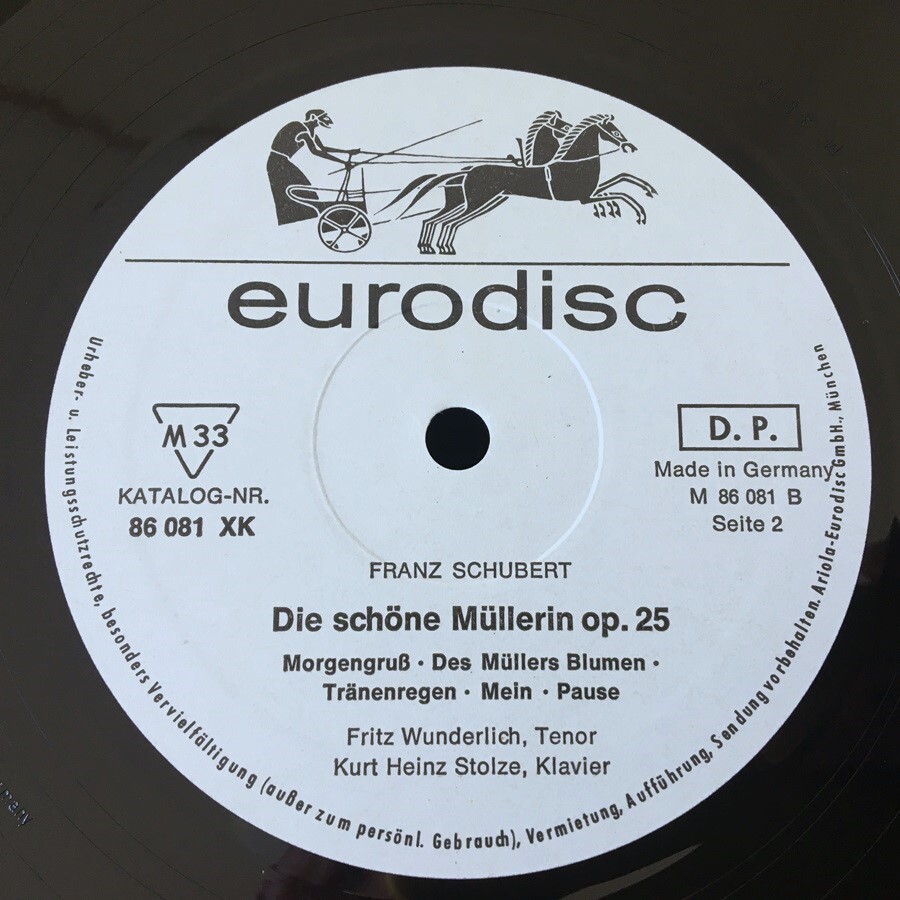 eurodisc
M 33
KATALOG-NR.
86 081 XK
D. P.
Made in Germany
M 86 081 B
Seite 2
FRANZ SCHUBERT
Die schöne Müllerin op. 25
Morgengruß · Des Müllers Blumen ·
Tränenregen · Mein · Pause
Fritz Wunderlich, Tenor
Kurt Heinz Stolze, Klavier
Urheber- u. Leistungsschutzrechte, besonders Vervielfältigung (außer zum persönl. Gebrauch), Vermietung, Aufführung, Sendung vorbehalten. Ariola-Eurodisc GmbH., München